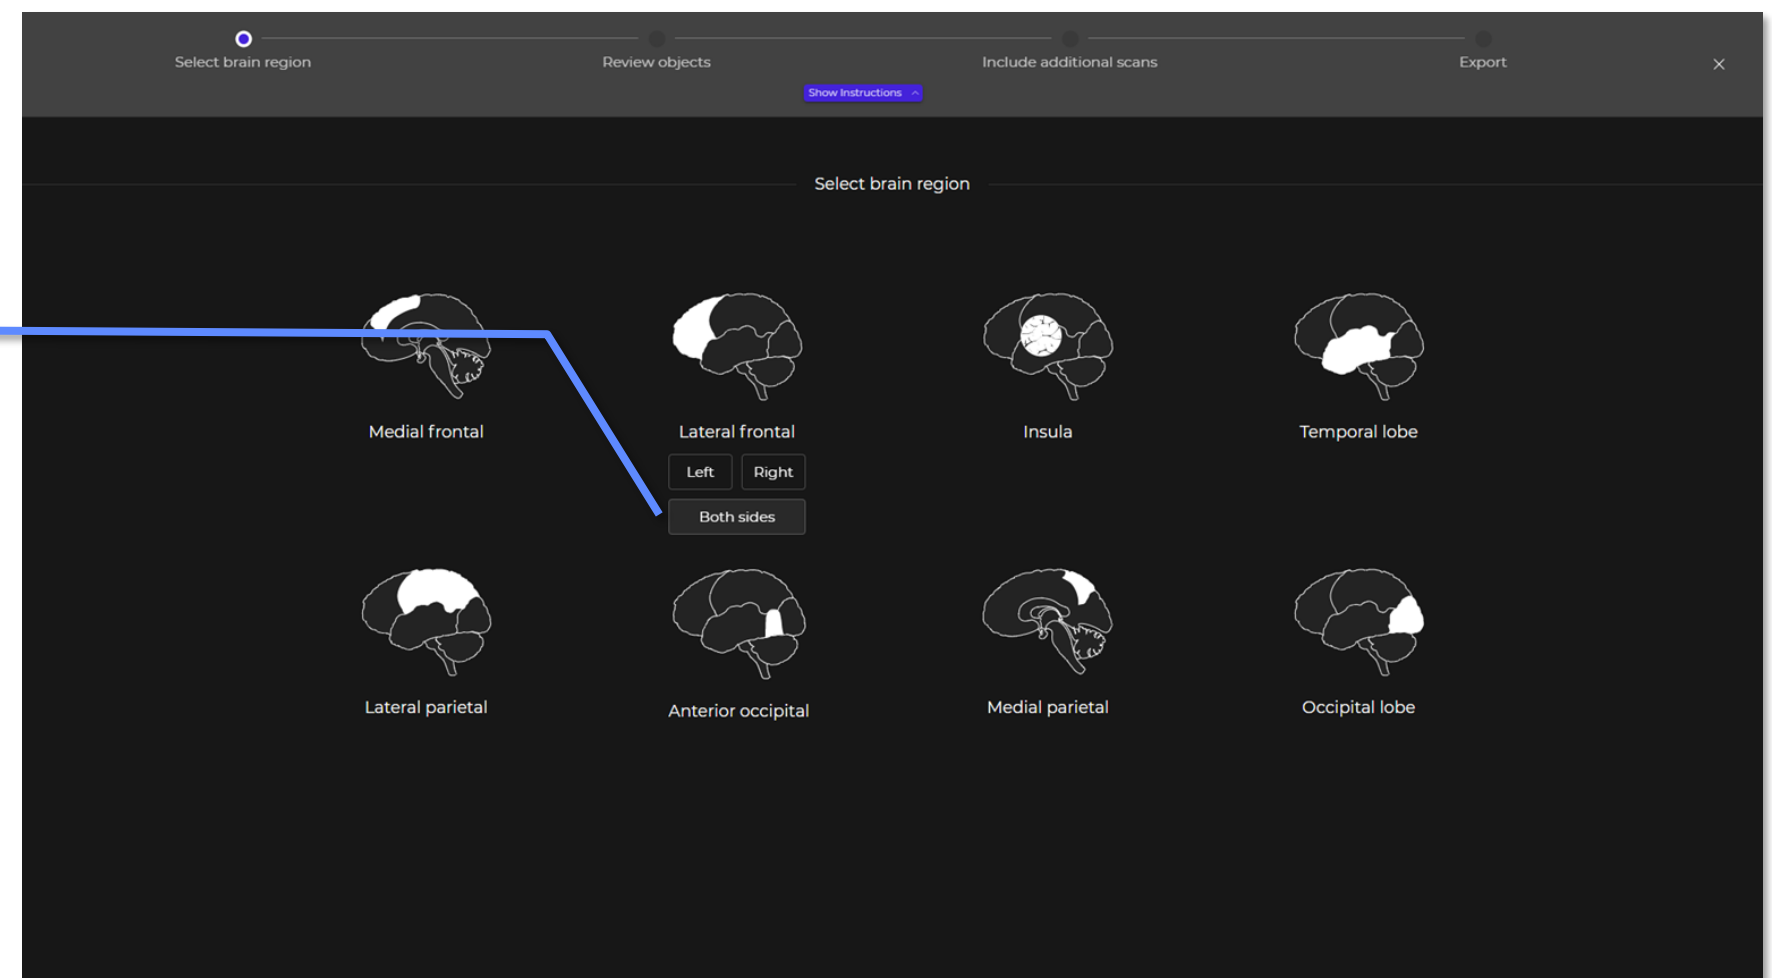 Select brain region
Review objects
Include additional scans
Export
Show Instructions
Select brain region
Medial frontal
Lateral frontal
Insula
Temporal lobe
Left
Right
Both sides
Lateral parietal
Anterior occipital
Medial parietal
Occipital lobe